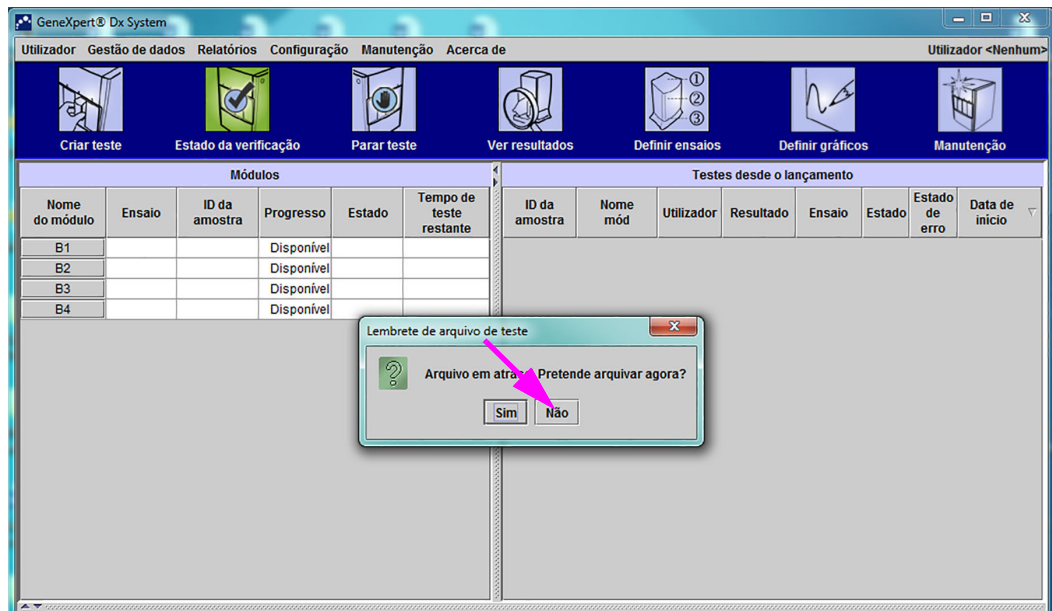 GeneXpert® Dx System
Utilizador Gestão de dados Relatórios Configuração Manutenção Acerca de Utilizador <Nenhum>
Criar teste Estado da verificação Parar teste Ver resultados Definir ensaios Definir gráficos Manutenção
Módulos
Nome do módulo Ensaio ID da amostra Progresso Estado Tempo de teste restante
B1 Disponível
B2 Disponível
B3 Disponível
B4 Disponível
Testes desde o lançamento
ID da amostra Nome mód Utilizador Resultado Ensaio Estado Estado de erro Data de início
Lembrete de arquivo de teste
Arquivo em Pretende arquivar agora?
Sim Não